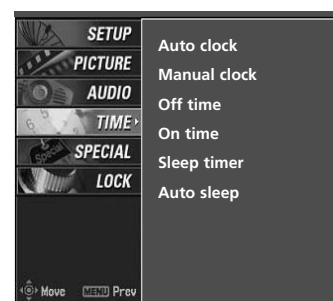 SETUP
PICTURE
AUDIO
TIME
SPECIAL
LOCK
Move MENU Prev
Auto clock
Manual clock
Off time
On time
Sleep timer
Auto sleep